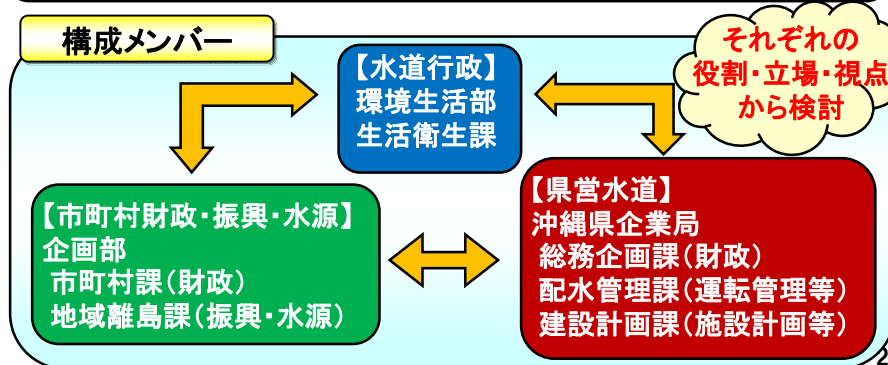 構成メンバー
それぞれの
役割・立場・視点
から検討
【水道行政】
環境生活部
生活衛生課
【市町村財政・振興・水源】
企画部
市町村課(財政)
地域離島課(振興・水源)
【県営水道】
沖縄県企業局
総務企画課(財政)
配水管理課(運転管理等)
建設計画課(施設計画等)
2